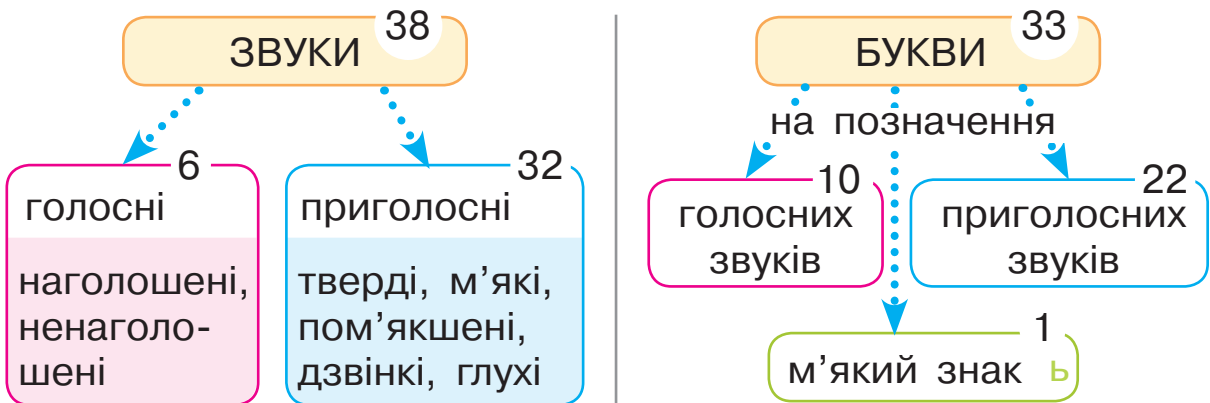 ЗВУКИ 38
6
голосні
наголошені,
ненаголо-
шені
32
приголосні
тверді, м’які,
пом’якшені,
дзвінкі, глухі
БУКВИ 33
на позначення
10
голосних
звуків
22
приголосних
звуків
1
м’який знак ь